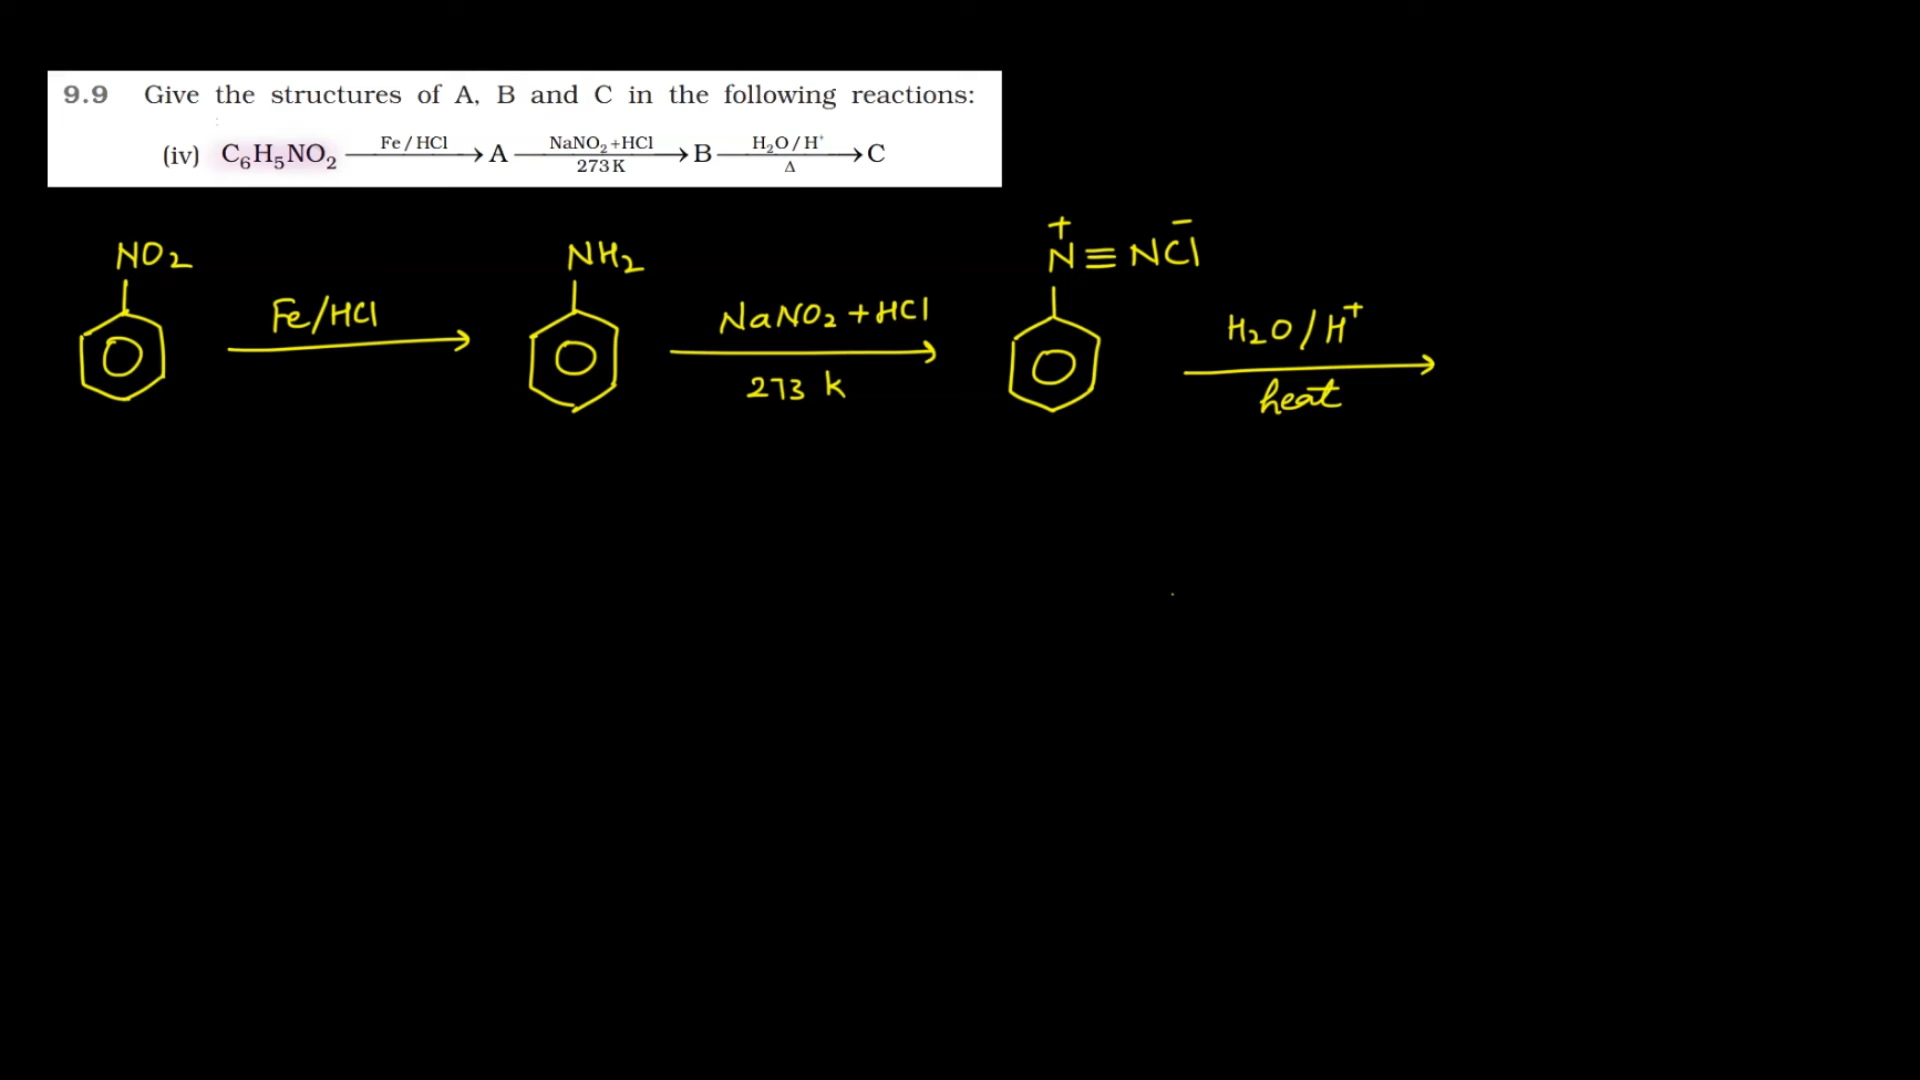 9.9 Give the structures of A, B and C in the following reactions:
(iv) C₆H₅NO₂ —Fe/HCl→ A —NaNO₂+HCl / 273 K→ B —H₂O/H⁺ / Δ→ C
NO₂ NH₂ N⁺≡NCl⁻
Fe/HCl NaNO₂ + HCl H₂O/H⁺
273 k heat